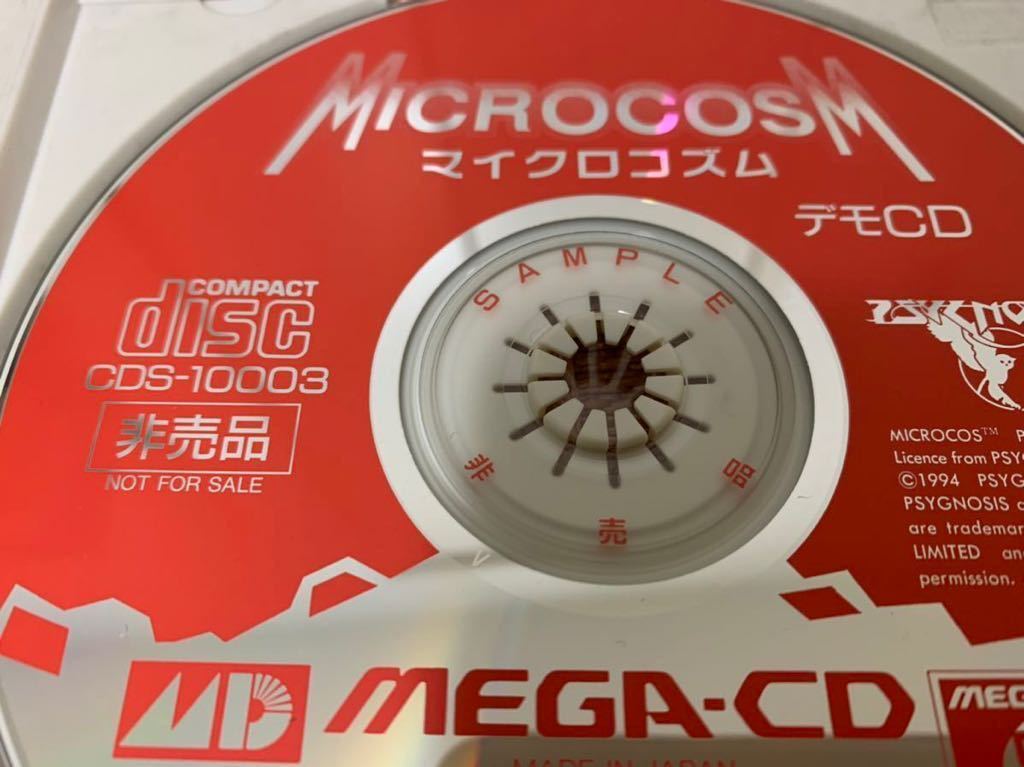 MICROCOSM
マイクロコズム
デモCD
SAMPLE
COMPACT
disc
CDS-10003
非売品
NOT FOR SALE
非売品
MICROCOS™
Licence from
©1994
PSYGNOSIS
are
LIMITED
permission.
MD
MEGA-CD
MADE IN JAPAN